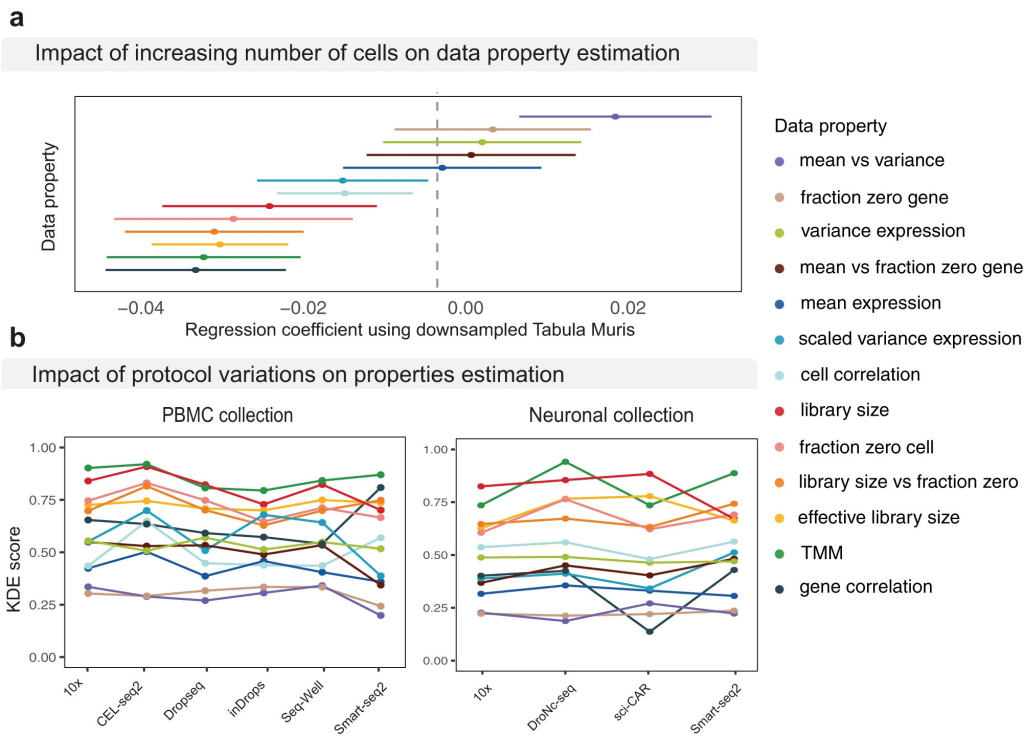 a
Impact of increasing number of cells on data property estimation
Data property
−0.04
−0.02
0.00
0.02
Regression coefficient using downsampled Tabula Muris
Data property
mean vs variance
fraction zero gene
variance expression
mean vs fraction zero gene
mean expression
scaled variance expression
cell correlation
library size
fraction zero cell
library size vs fraction zero
effective library size
TMM
gene correlation
b
Impact of protocol variations on properties estimation
PBMC collection
KDE score
1.00
0.75
0.50
0.25
0.00
10x
CEL-seq2
Dropseq
inDrops
Seq-Well
Smart-seq2
Neuronal collection
1.00
0.75
0.50
0.25
0.00
10x
DroNc-seq
sci-CAR
Smart-seq2